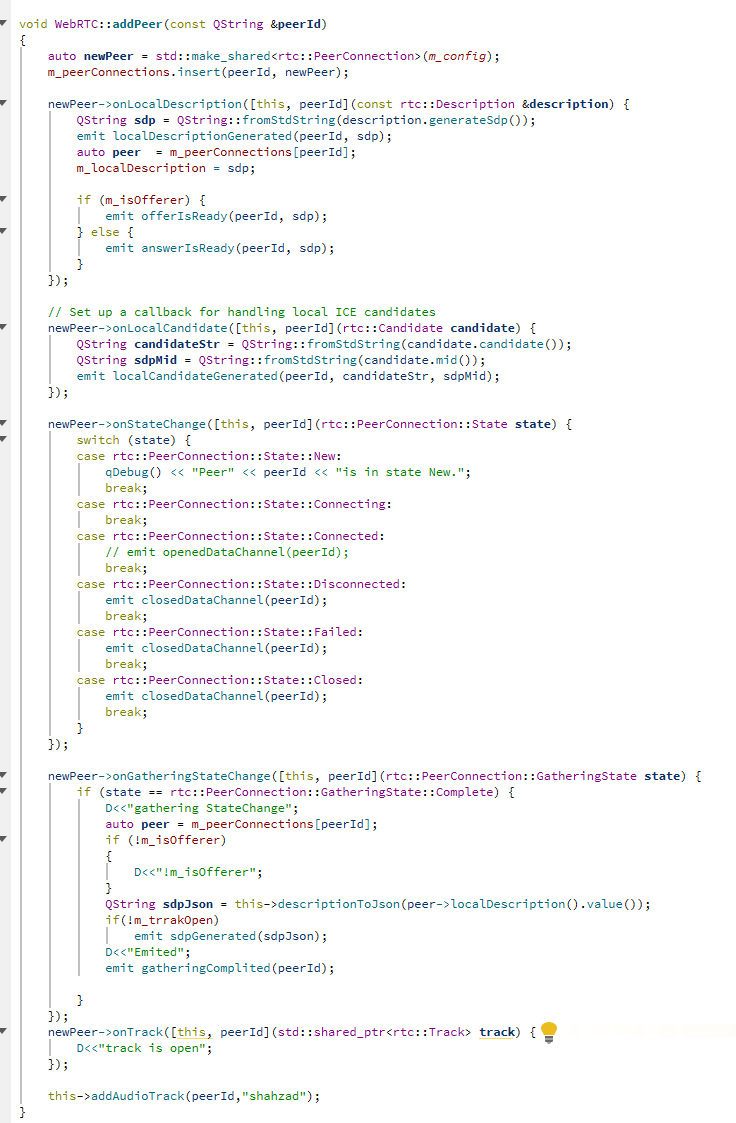 void WebRTC::addPeer(const QString &peerId)
{
    auto newPeer = std::make_shared<rtc::PeerConnection>(m_config);
    m_peerConnections.insert(peerId, newPeer);

    newPeer->onLocalDescription([this, peerId](const rtc::Description &description) {
        QString sdp = QString::fromStdString(description.generateSdp());
        emit localDescriptionGenerated(peerId, sdp);
        auto peer  = m_peerConnections[peerId];
        m_localDescription = sdp;

        if (m_isOfferer) {
            emit offerIsReady(peerId, sdp);
        } else {
            emit answerIsReady(peerId, sdp);
        }
    });

    // Set up a callback for handling local ICE candidates
    newPeer->onLocalCandidate([this, peerId](rtc::Candidate candidate) {
        QString candidateStr = QString::fromStdString(candidate.candidate());
        QString sdpMid = QString::fromStdString(candidate.mid());
        emit localCandidateGenerated(peerId, candidateStr, sdpMid);
    });

    newPeer->onStateChange([this, peerId](rtc::PeerConnection::State state) {
        switch (state) {
        case rtc::PeerConnection::State::New:
            qDebug() << "Peer" << peerId << "is in state New.";
            break;
        case rtc::PeerConnection::State::Connecting:
            break;
        case rtc::PeerConnection::State::Connected:
            // emit openedDataChannel(peerId);
            break;
        case rtc::PeerConnection::State::Disconnected:
            emit closedDataChannel(peerId);
            break;
        case rtc::PeerConnection::State::Failed:
            emit closedDataChannel(peerId);
            break;
        case rtc::PeerConnection::State::Closed:
            emit closedDataChannel(peerId);
            break;
        }
    });

    newPeer->onGatheringStateChange([this, peerId](rtc::PeerConnection::GatheringState state) {
        if (state == rtc::PeerConnection::GatheringState::Complete) {
            D<<"gathering StateChange";
            auto peer = m_peerConnections[peerId];
            if (!m_isOfferer)
            {
                D<<"!m_isOfferer";
            }
            QString sdpJson = this->descriptionToJson(peer->localDescription().value());
            if(!m_trrakOpen)
                emit sdpGenerated(sdpJson);
            D<<"Emited";
            emit gatheringComplited(peerId);

        }
    });
    newPeer->onTrack([this, peerId](std::shared_ptr<rtc::Track> track) {
        D<<"track is open";
    });

    this->addAudioTrack(peerId,"shahzad");
}